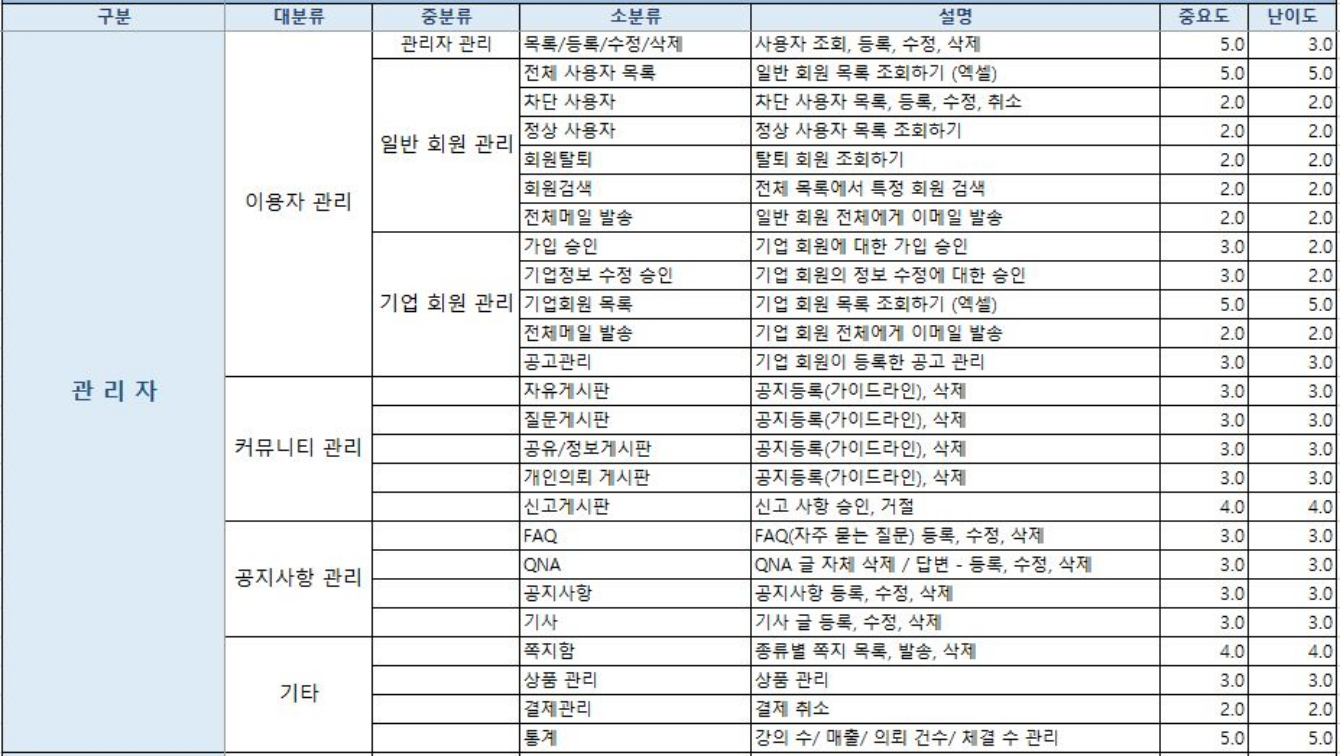 구분 대분류 중분류 소분류 설명 중요도 난이도
관리자 관리 목록/등록/수정/삭제 사용자 조회, 등록, 수정, 삭제 5.0 3.0
전체 사용자 목록 일반 회원 목록 조회하기 (엑셀) 5.0 5.0
차단 사용자 차단 사용자 목록, 등록, 수정, 취소 2.0 2.0
일반 회원 관리 정상 사용자 정상 사용자 목록 조회하기 2.0 2.0
회원탈퇴 탈퇴 회원 조회하기 2.0 2.0
이용자 관리 회원검색 전체 목록에서 특정 회원 검색 2.0 2.0
전체메일 발송 일반 회원 전체에게 이메일 발송 2.0 2.0
가입 승인 기업 회원에 대한 가입 승인 3.0 2.0
기업정보 수정 승인 기업 회원의 정보 수정에 대한 승인 3.0 2.0
기업 회원 관리 기업회원 목록 기업 회원 목록 조회하기 (엑셀) 5.0 5.0
전체메일 발송 기업 회원 전체에게 이메일 발송 2.0 2.0
공고관리 기업 회원이 등록한 공고 관리 3.0 3.0
관 리 자 자유게시판 공지등록(가이드라인), 삭제 3.0 3.0
질문게시판 공지등록(가이드라인), 삭제 3.0 3.0
커뮤니티 관리 공유/정보게시판 공지등록(가이드라인), 삭제 3.0 3.0
개인의뢰 게시판 공지등록(가이드라인), 삭제 3.0 3.0
신고게시판 신고 사항 승인, 거절 4.0 4.0
FAQ FAQ(자주 묻는 질문) 등록, 수정, 삭제 3.0 3.0
공지사항 관리 QNA QNA 글 자체 삭제 / 답변 - 등록, 수정, 삭제 3.0 3.0
공지사항 공지사항 등록, 수정, 삭제 3.0 3.0
기사 기사 글 등록, 수정, 삭제 3.0 3.0
쪽지함 종류별 쪽지 목록, 발송, 삭제 4.0 4.0
기타 상품 관리 상품 관리 3.0 3.0
결제관리 결제 취소 2.0 2.0
통계 강의 수/ 매출/ 의뢰 건수/ 체결 수 관리 5.0 5.0